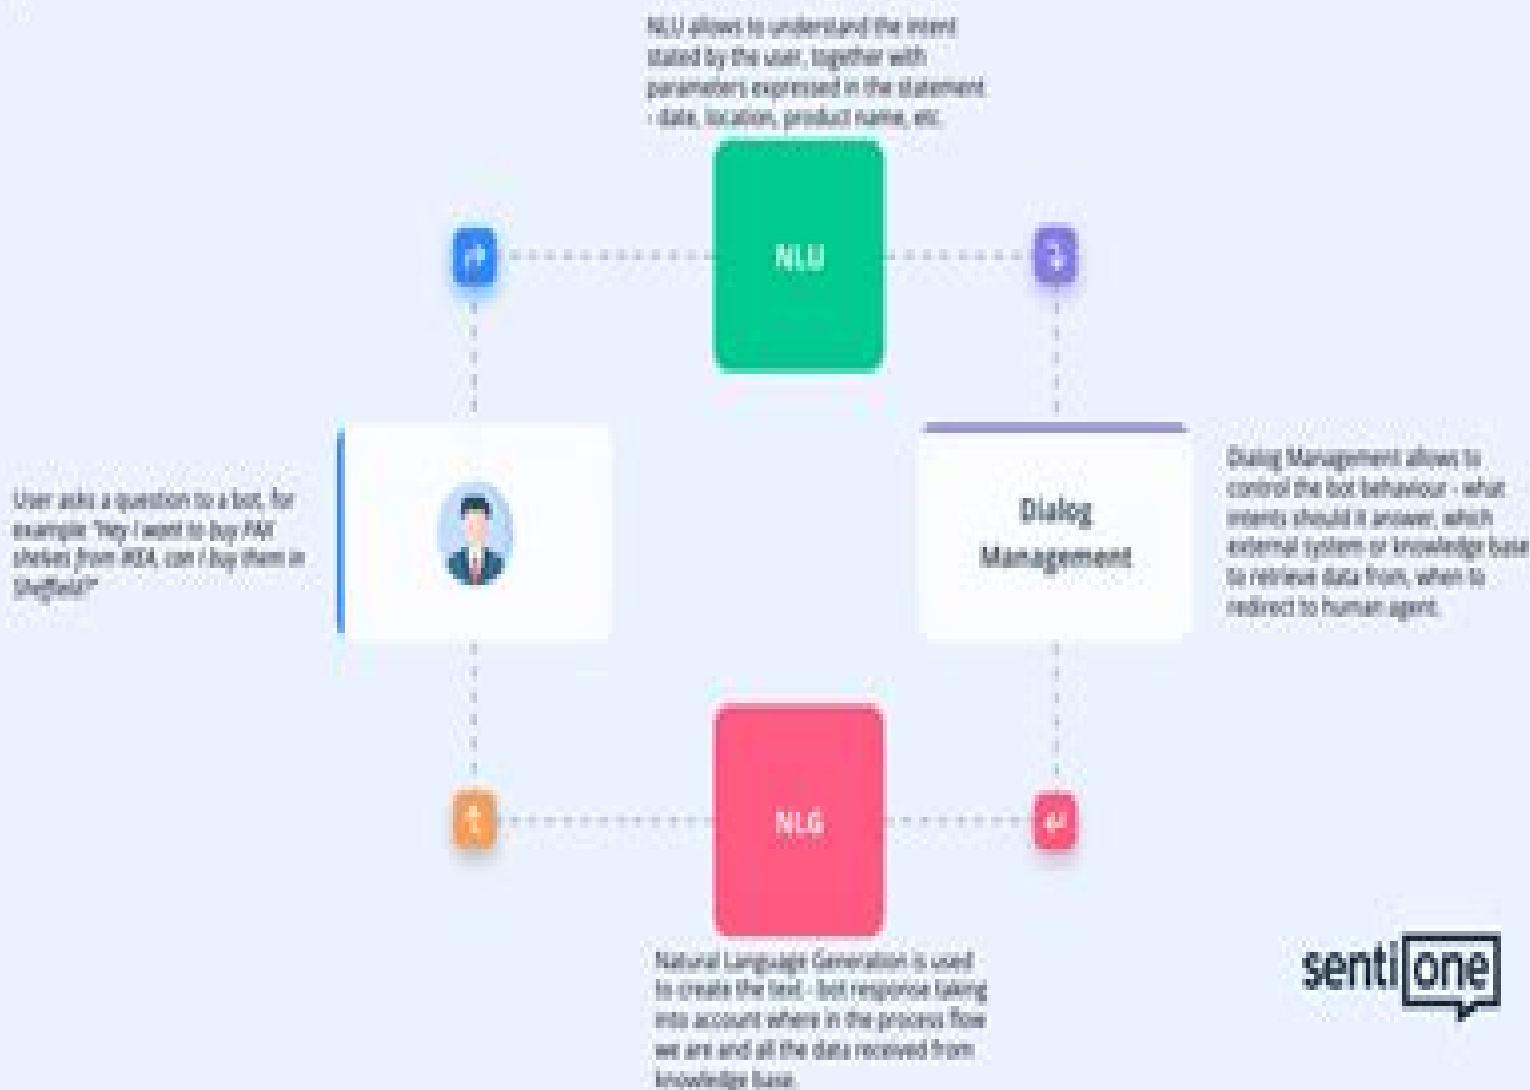 NLU allows to understand the intent
stated by the user, together with
parameters expressed in the statement
- date, location, product name, etc.
NLU
User asks a question to a bot, for
example "Hey I want to buy PAX
shelves from IKEA, can I buy them in
Sheffield?"
Dialog
Management
Dialog Management allows to
control the bot behaviour - what
intents should it answer, which
external system or knowledge base
to retrieve data from, when to
redirect to human agent.
NLG
Natural Language Generation is used
to create the text - bot response taking
into account where in the process flow
we are and all the data received from
knowledge base.
sentione